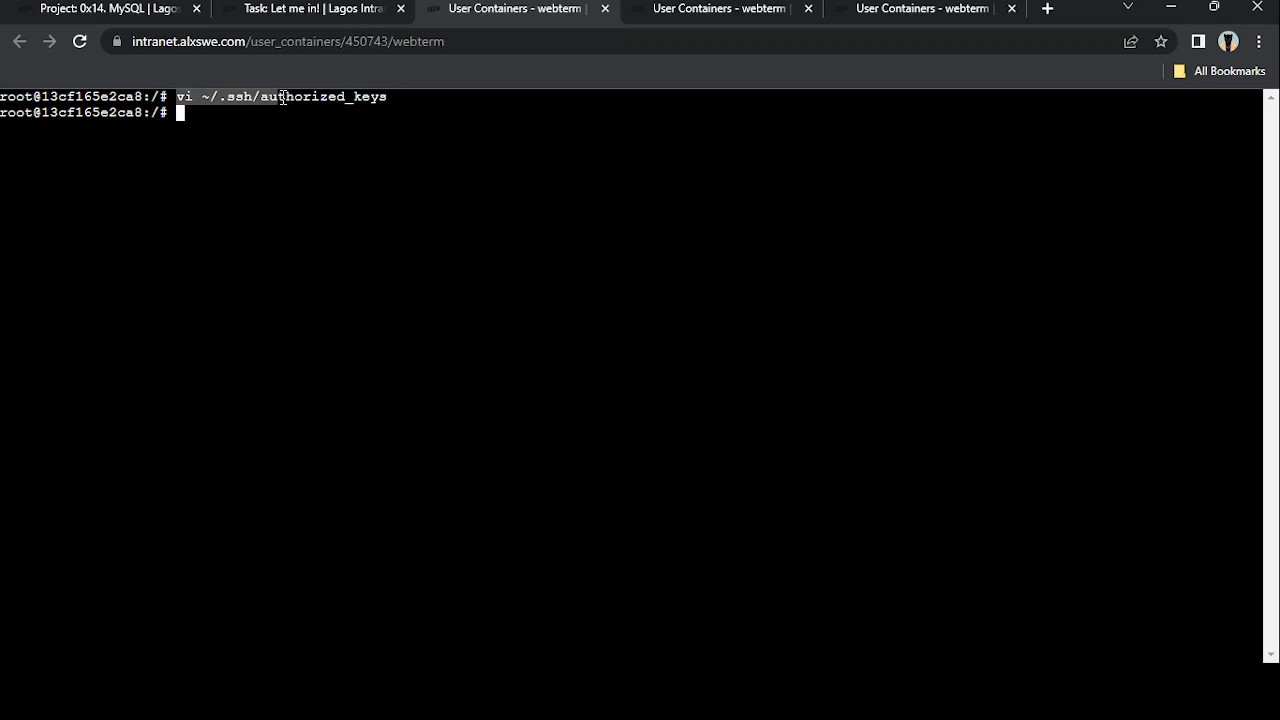 Project: 0x14. MySQL | Lago
Task: Let me in! | Lagos Intra
User Containers - webterm
User Containers - webterm
User Containers - webterm
intranet.alxswe.com/user_containers/450743/webterm
All Bookmarks
root@13cf165e2ca8:/# vi ~/.ssh/authorized_keys
root@13cf165e2ca8:/#